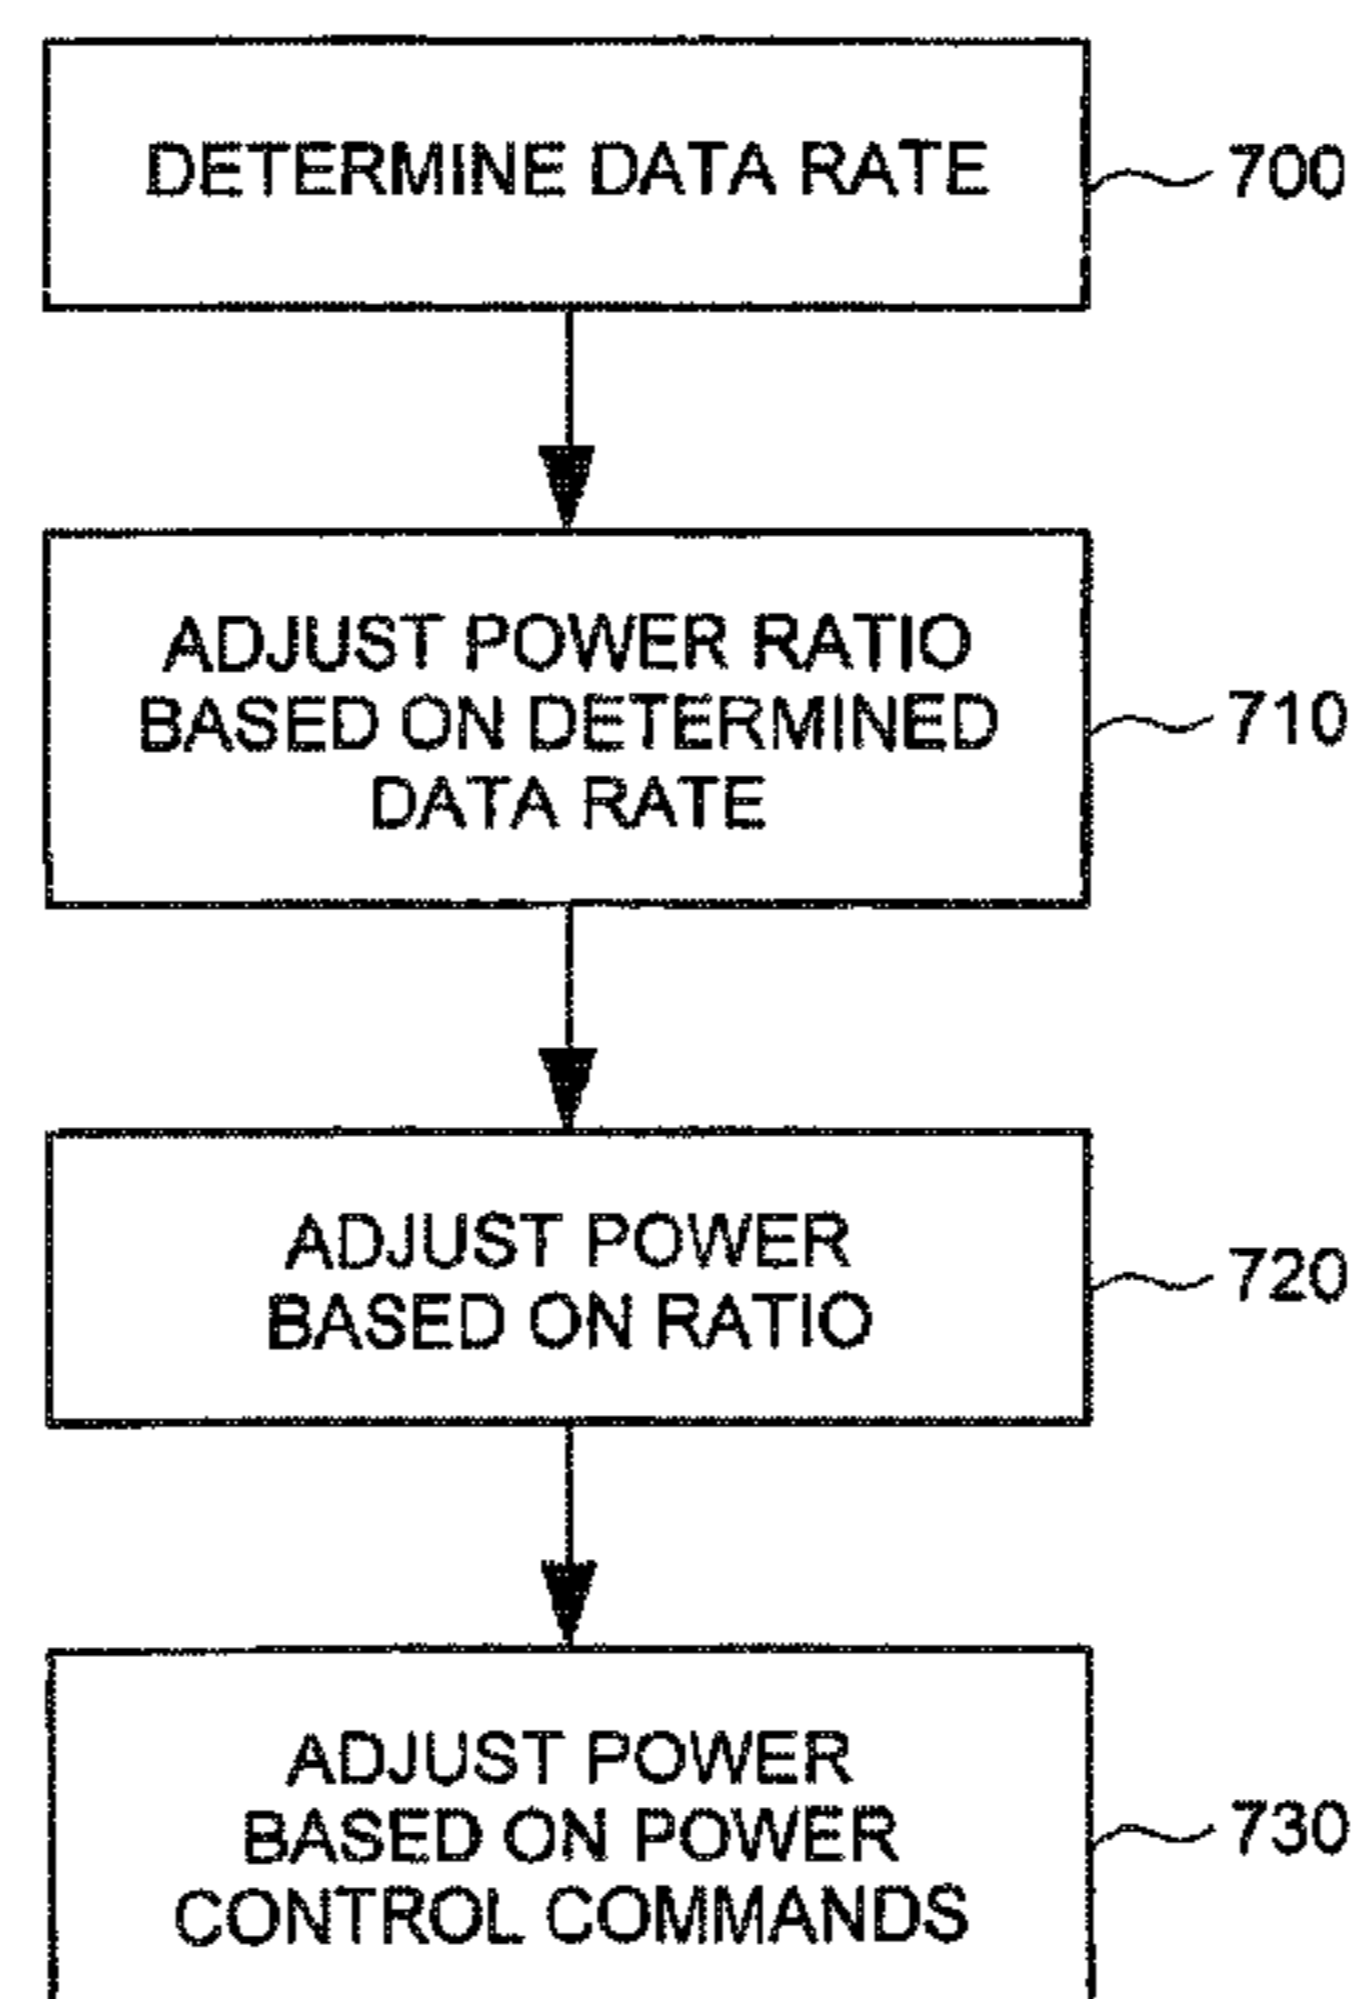 DETERMINE DATA RATE
700
ADJUST POWER RATIO
BASED ON DETERMINED
DATA RATE
710
ADJUST POWER
BASED ON RATIO
720
ADJUST POWER
BASED ON POWER
CONTROL COMMANDS
730